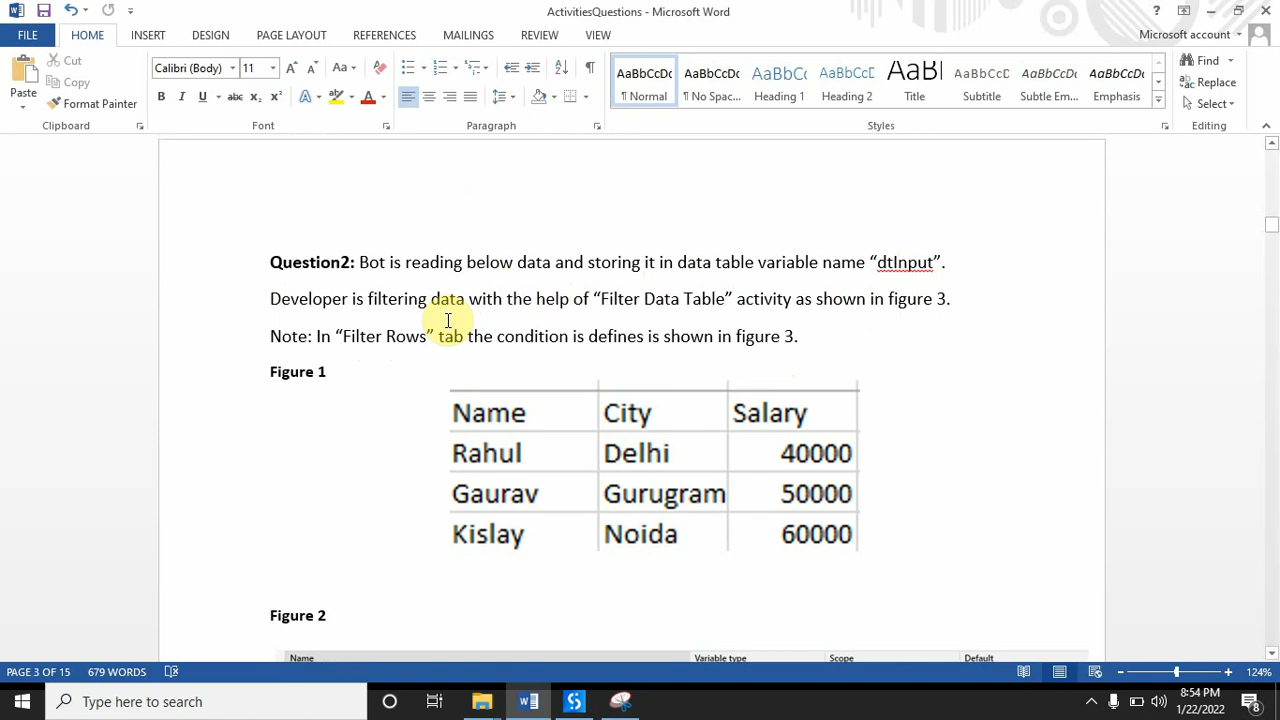 ActivitiesQuestions - Microsoft Word
FILE HOME INSERT DESIGN PAGE LAYOUT REFERENCES MAILINGS REVIEW VIEW Microsoft account
Paste
Cut
Copy
Format Painter
Clipboard
Calibri (Body) 11
Font
Paragraph
AaBbCcDc AaBbCcDc AaBbCc AaBbCcC AaBl AaBbCcD AaBbCcDc AaBbCcDc
¶ Normal ¶ No Spac... Heading 1 Heading 2 Title Subtitle Subtle Em... Emphasis
Styles
Find
Replace
Select
Editing
Question2: Bot is reading below data and storing it in data table variable name “dtInput”.
Developer is filtering data with the help of “Filter Data Table” activity as shown in figure 3.
Note: In “Filter Rows” tab the condition is defines is shown in figure 3.
Figure 1
Name City Salary
Rahul Delhi 40000
Gaurav Gurugram 50000
Kislay Noida 60000
Figure 2
Name Variable type Scope Default
PAGE 3 OF 15 679 WORDS 124%
Type here to search
8:54 PM
1/22/2022
8